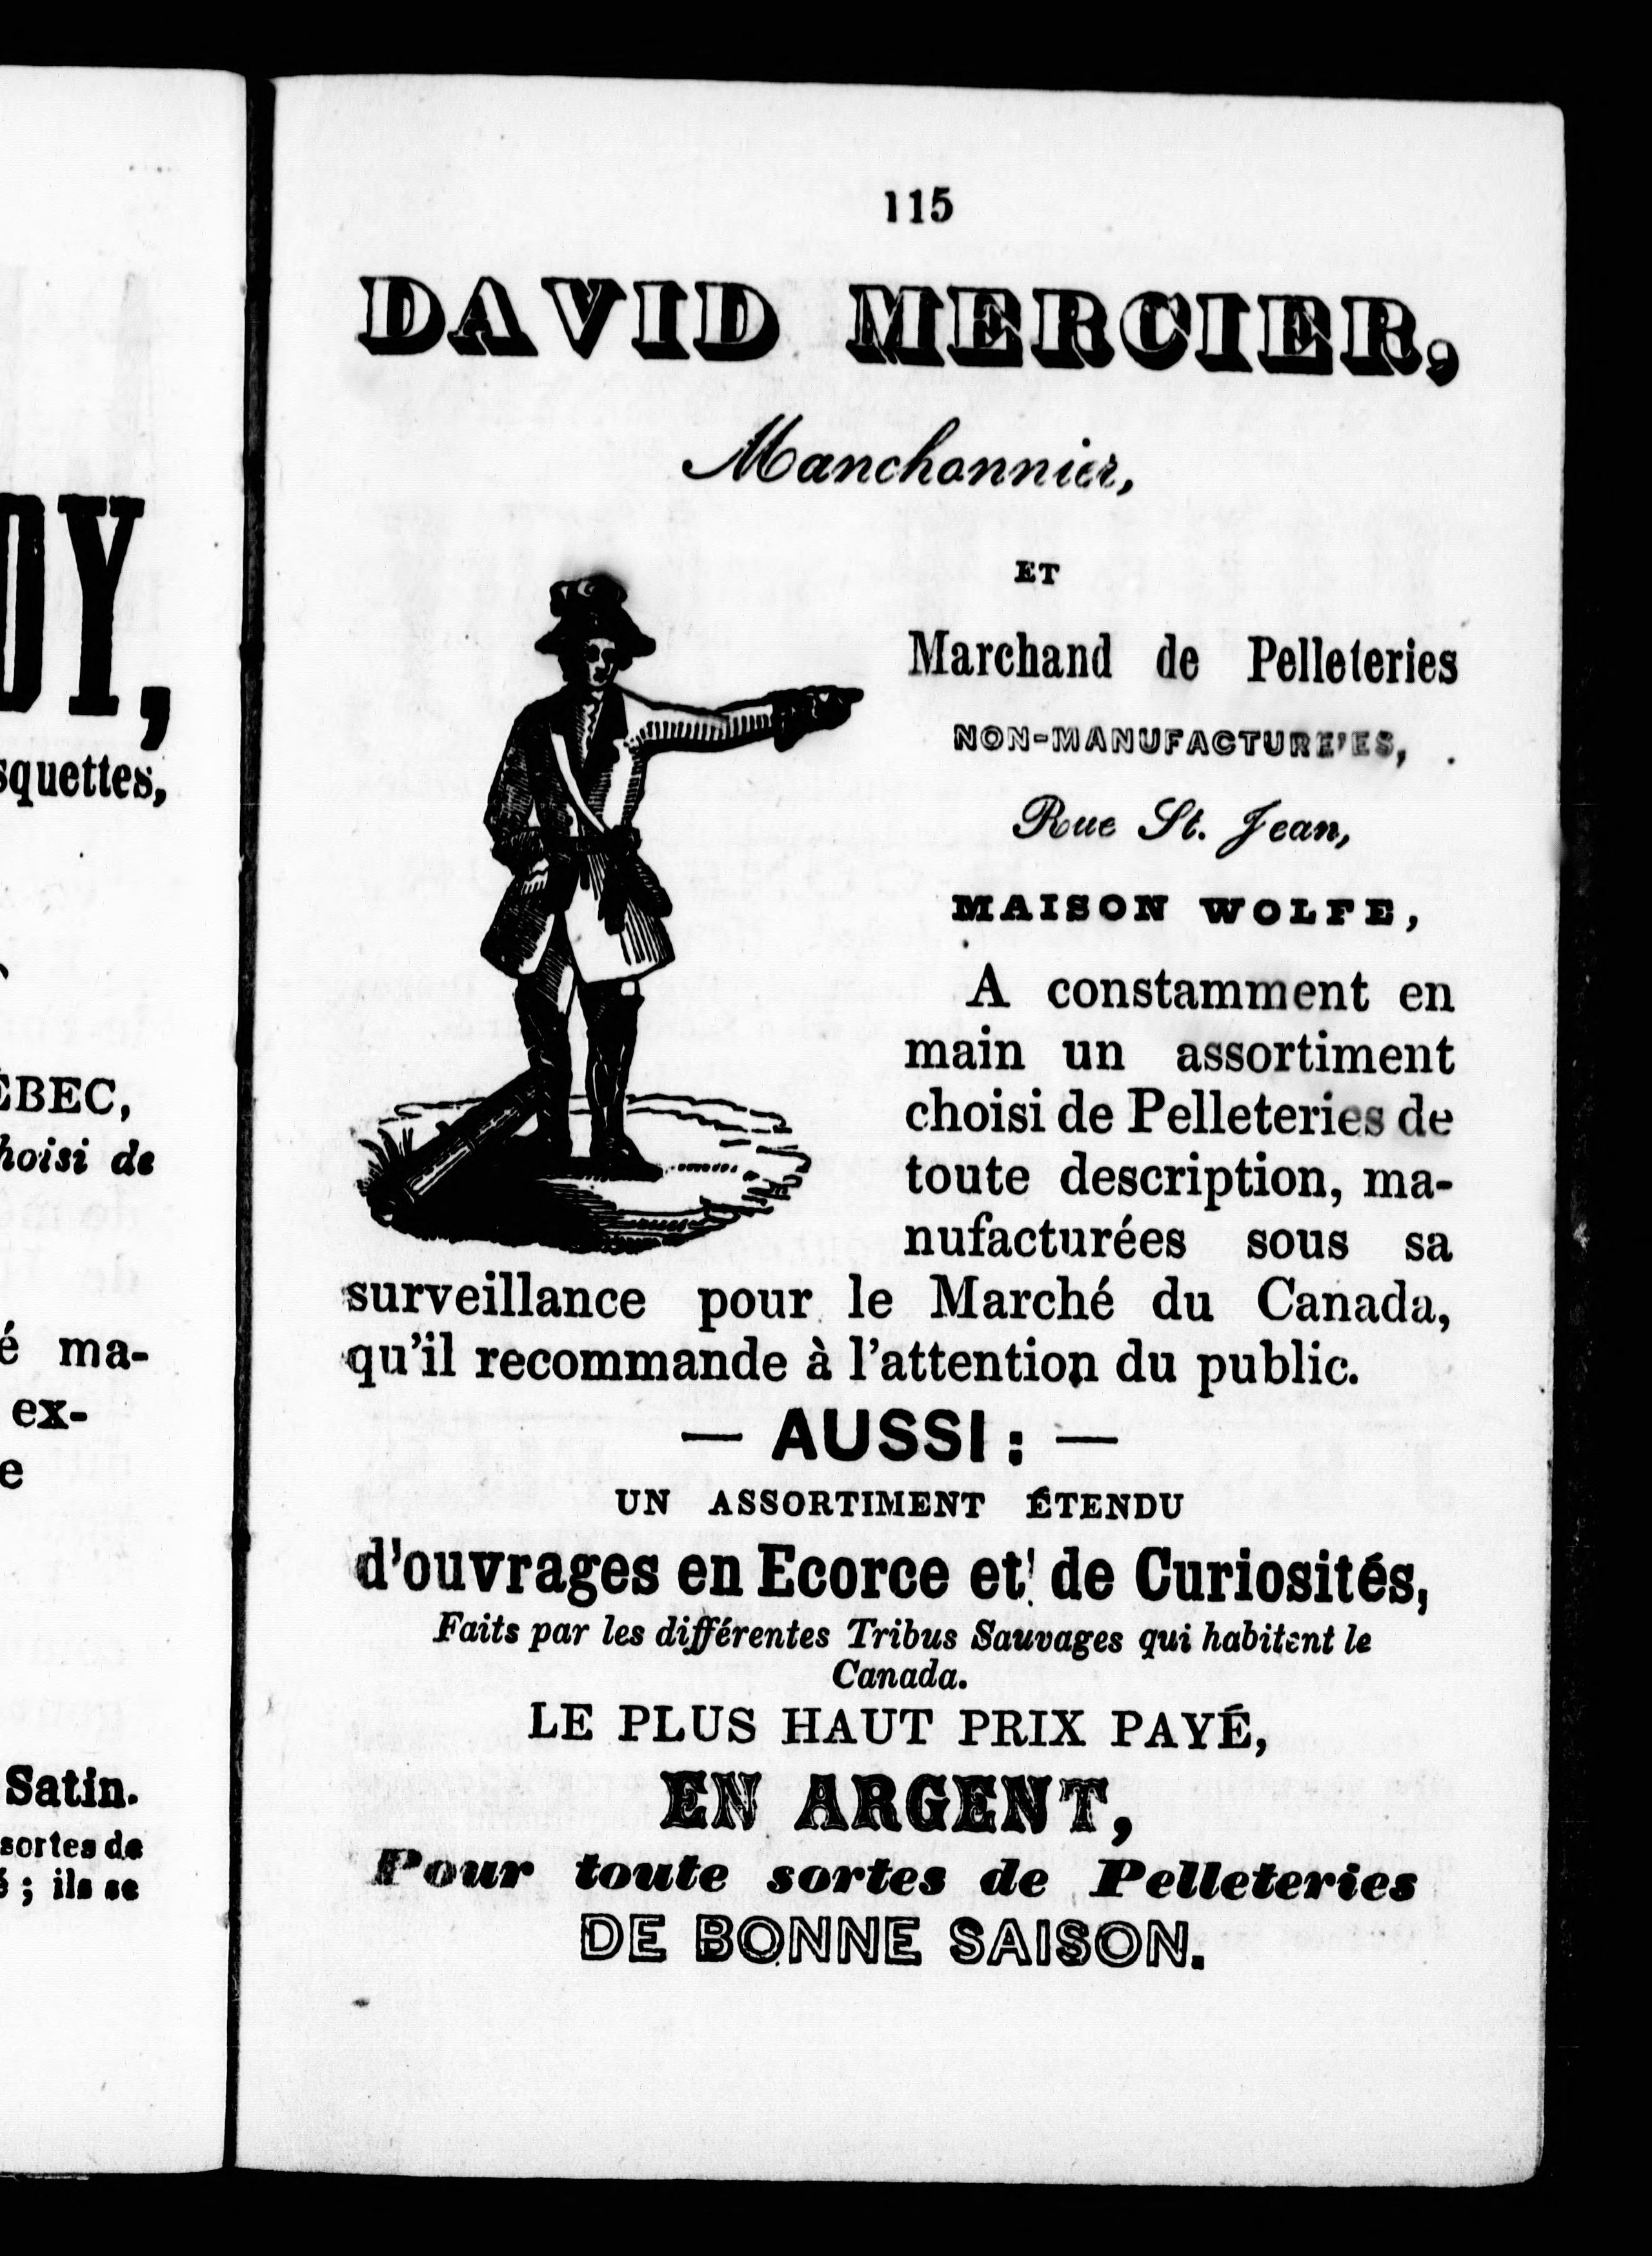 115
DAVID MERCIER,
Manchonnier,
ET
Marchand de Pelleteries
NON-MANUFACTURE'ES,
Rue St. Jean,
MAISON WOLFE,
A constamment en
main un assortiment
choisi de Pelleteries de
toute description, ma-
nufacturées sous sa
surveillance pour le Marché du Canada,
qu'il recommande à l'attention du public.
— AUSSI : —
UN ASSORTIMENT ÉTENDU
d'ouvrages en Ecorce et de Curiosités,
Faits par les différentes Tribus Sauvages qui habitent le
Canada.
LE PLUS HAUT PRIX PAYÉ,
EN ARGENT,
Pour toute sortes de Pelleteries
DE BONNE SAISON.
squettes,
hoisi de
é ma-
ex-
e
Satin.
sortes de
; ils se